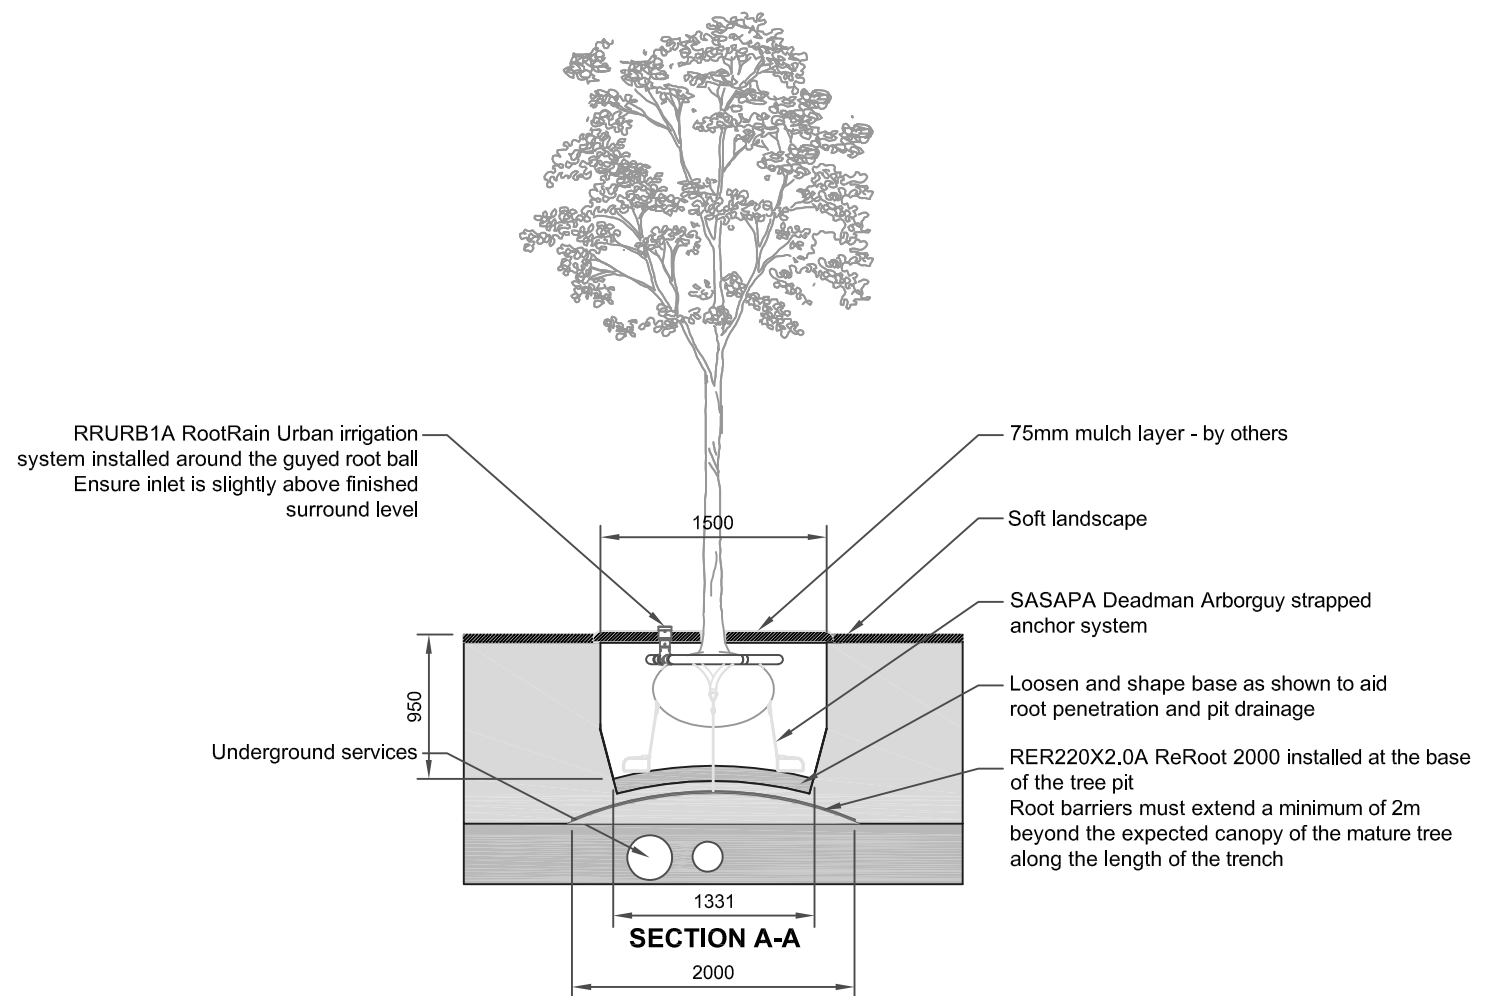 RRURB1A RootRain Urban irrigation
system installed around the guyed root ball
Ensure inlet is slightly above finished
surround level
75mm mulch layer - by others
Soft landscape
1500
SASAPA Deadman Arborguy strapped
anchor system
950
Loosen and shape base as shown to aid
root penetration and pit drainage
Underground services
RER220X2.0A ReRoot 2000 installed at the base
of the tree pit
Root barriers must extend a minimum of 2m
beyond the expected canopy of the mature tree
along the length of the trench
1331
SECTION A-A
2000